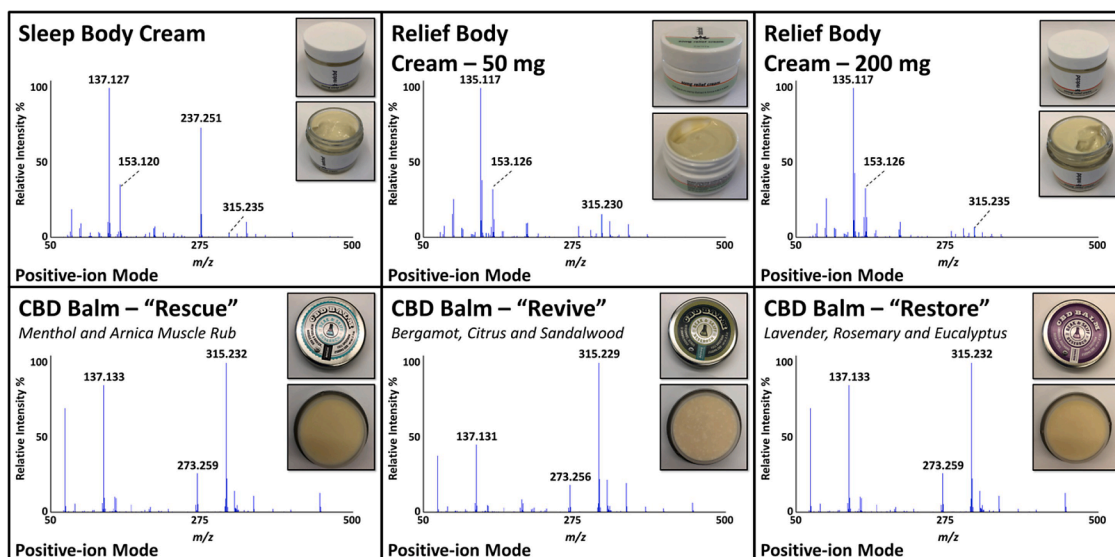 Sleep Body Cream
Relative Intensity %
100
50
0
137.127
237.251
153.120
315.235
50
275
500
m/z
Positive-ion Mode
Relief Body
Cream – 50 mg
Relative Intensity %
100
50
0
135.117
153.126
315.230
50
275
500
m/z
Positive-ion Mode
Relief Body
Cream – 200 mg
Relative Intensity %
100
50
0
135.117
153.126
315.235
50
275
500
m/z
Positive-ion Mode
CBD Balm – “Rescue”
Menthol and Arnica Muscle Rub
Relative Intensity %
100
50
0
315.232
137.133
273.259
50
275
500
m/z
Positive-ion Mode
CBD BALM
CBD Balm – “Revive”
Bergamot, Citrus and Sandalwood
Relative Intensity %
100
50
0
315.229
137.131
273.256
50
275
500
m/z
Positive-ion Mode
CBD BALM
CBD Balm – “Restore”
Lavender, Rosemary and Eucalyptus
Relative Intensity %
100
50
0
315.232
137.133
273.259
50
275
500
m/z
Positive-ion Mode
CBD BALM